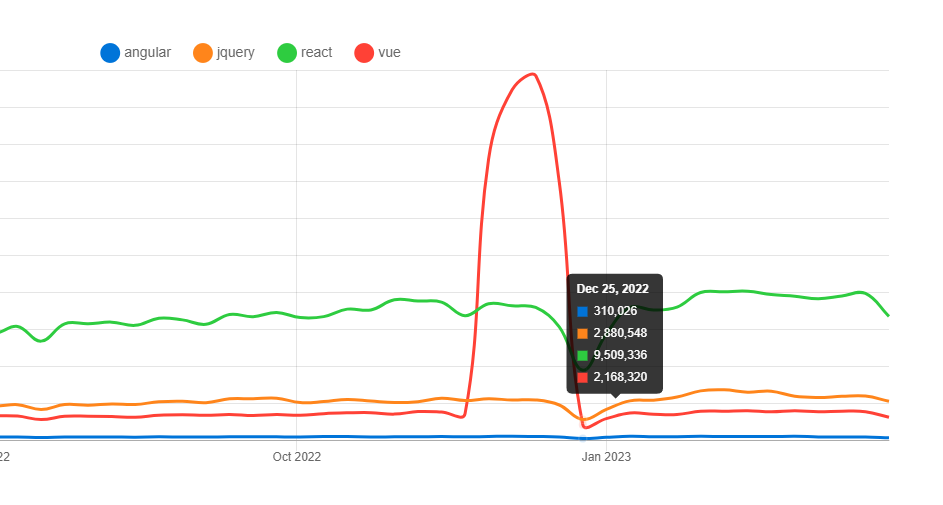 angular jquery react vue
Dec 25, 2022
310,026
2,880,548
9,509,336
2,168,320
22 Oct 2022 Jan 2023